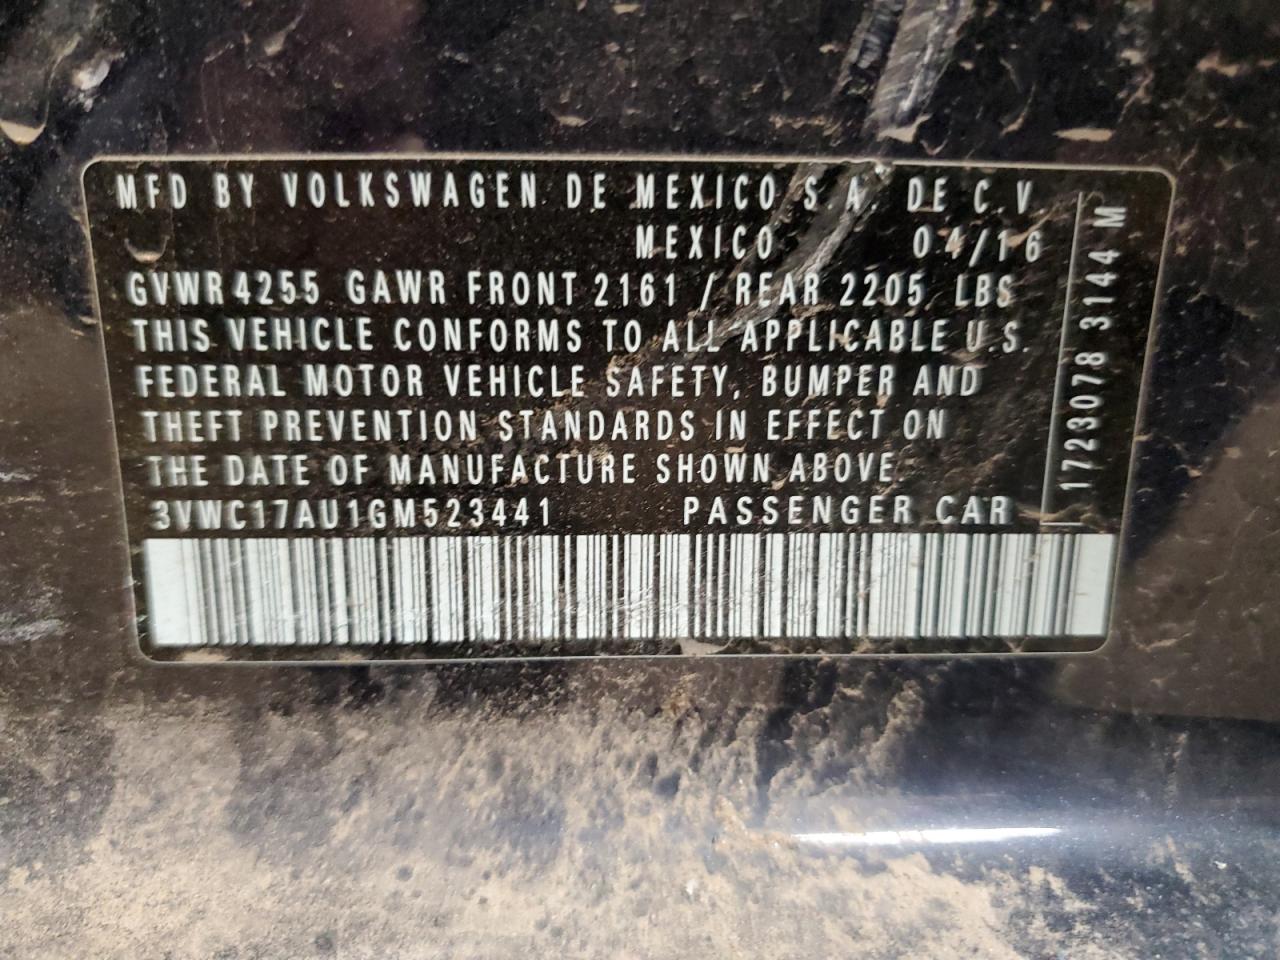 MFD BY VOLKSWAGEN DE MEXICO S.A. DE C.V.
MEXICO 04/16
GVWR 4255 GAWR FRONT 2161 / REAR 2205 LBS
THIS VEHICLE CONFORMS TO ALL APPLICABLE U.S.
FEDERAL MOTOR VEHICLE SAFETY, BUMPER AND
THEFT PREVENTION STANDARDS IN EFFECT ON
THE DATE OF MANUFACTURE SHOWN ABOVE.
3VWC17AU1GM523441 PASSENGER CAR
1723078 3144 M